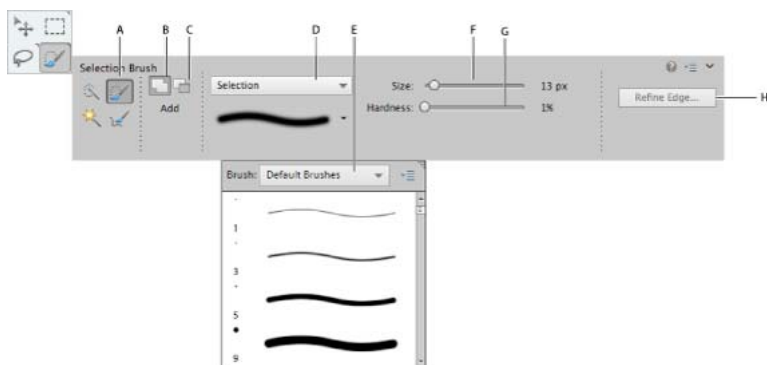 A B C D E F G
Selection Brush
Selection
Size: 13 px
Refine Edge...
H
Add
Hardness: 1%
Brush: Default Brushes
1
3
5
9